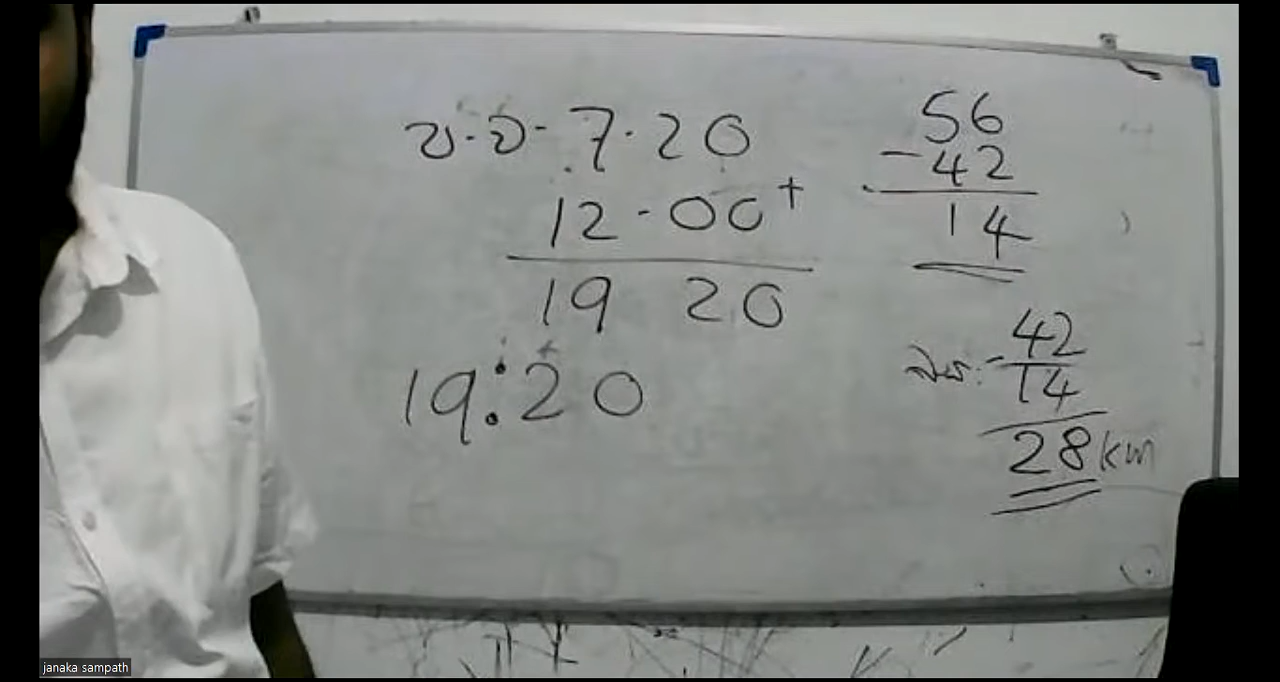 ප.ව- 7.20
12.00+
19 20
19:20
56
-42
14
-42
14
28km
janaka sampath